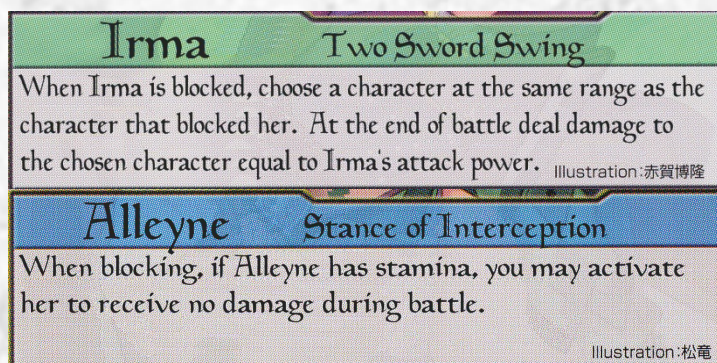 Irma Two Sword Swing
When Irma is blocked, choose a character at the same range as the
character that blocked her. At the end of battle deal damage to
the chosen character equal to Irma's attack power. Illustration:赤賀博隆
Alleyne Stance of Interception
When blocking, if Alleyne has stamina, you may activate
her to receive no damage during battle.
Illustration:松竜